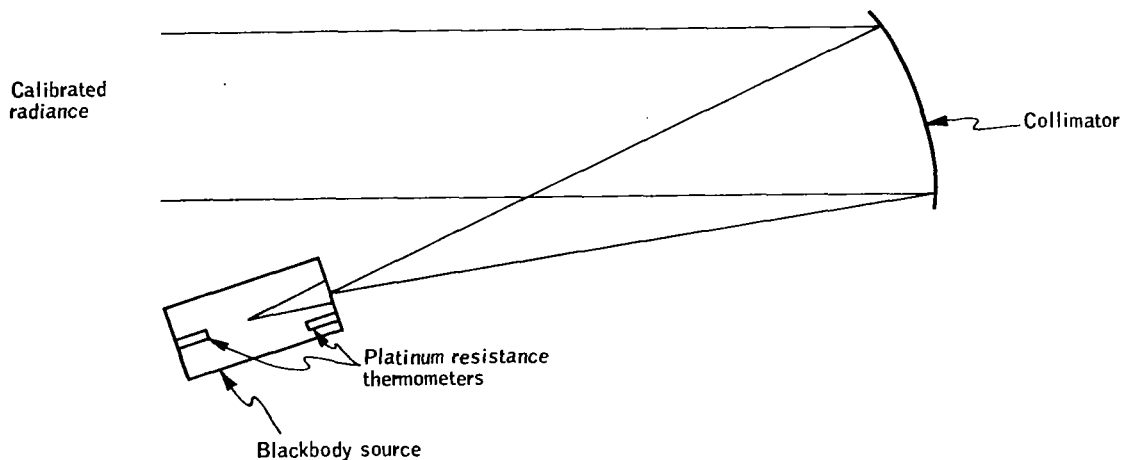 Calibrated
radiance
Collimator
Platinum resistance
thermometers
Blackbody source